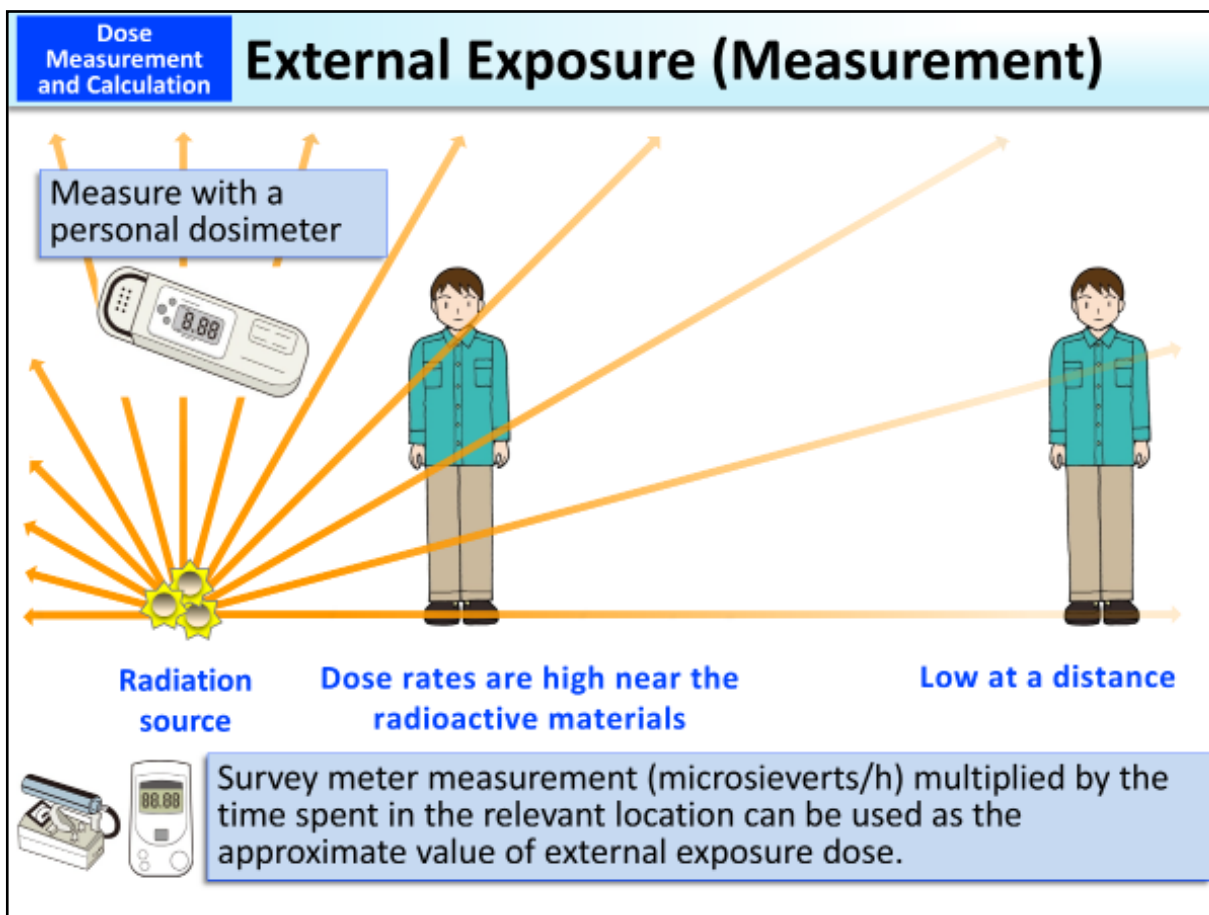 Dose
Measurement
and Calculation
External Exposure (Measurement)
Measure with a
personal dosimeter
8.88
Radiation
source
Dose rates are high near the
radioactive materials
Low at a distance
88.88
Survey meter measurement (microsieverts/h) multiplied by the
time spent in the relevant location can be used as the
approximate value of external exposure dose.